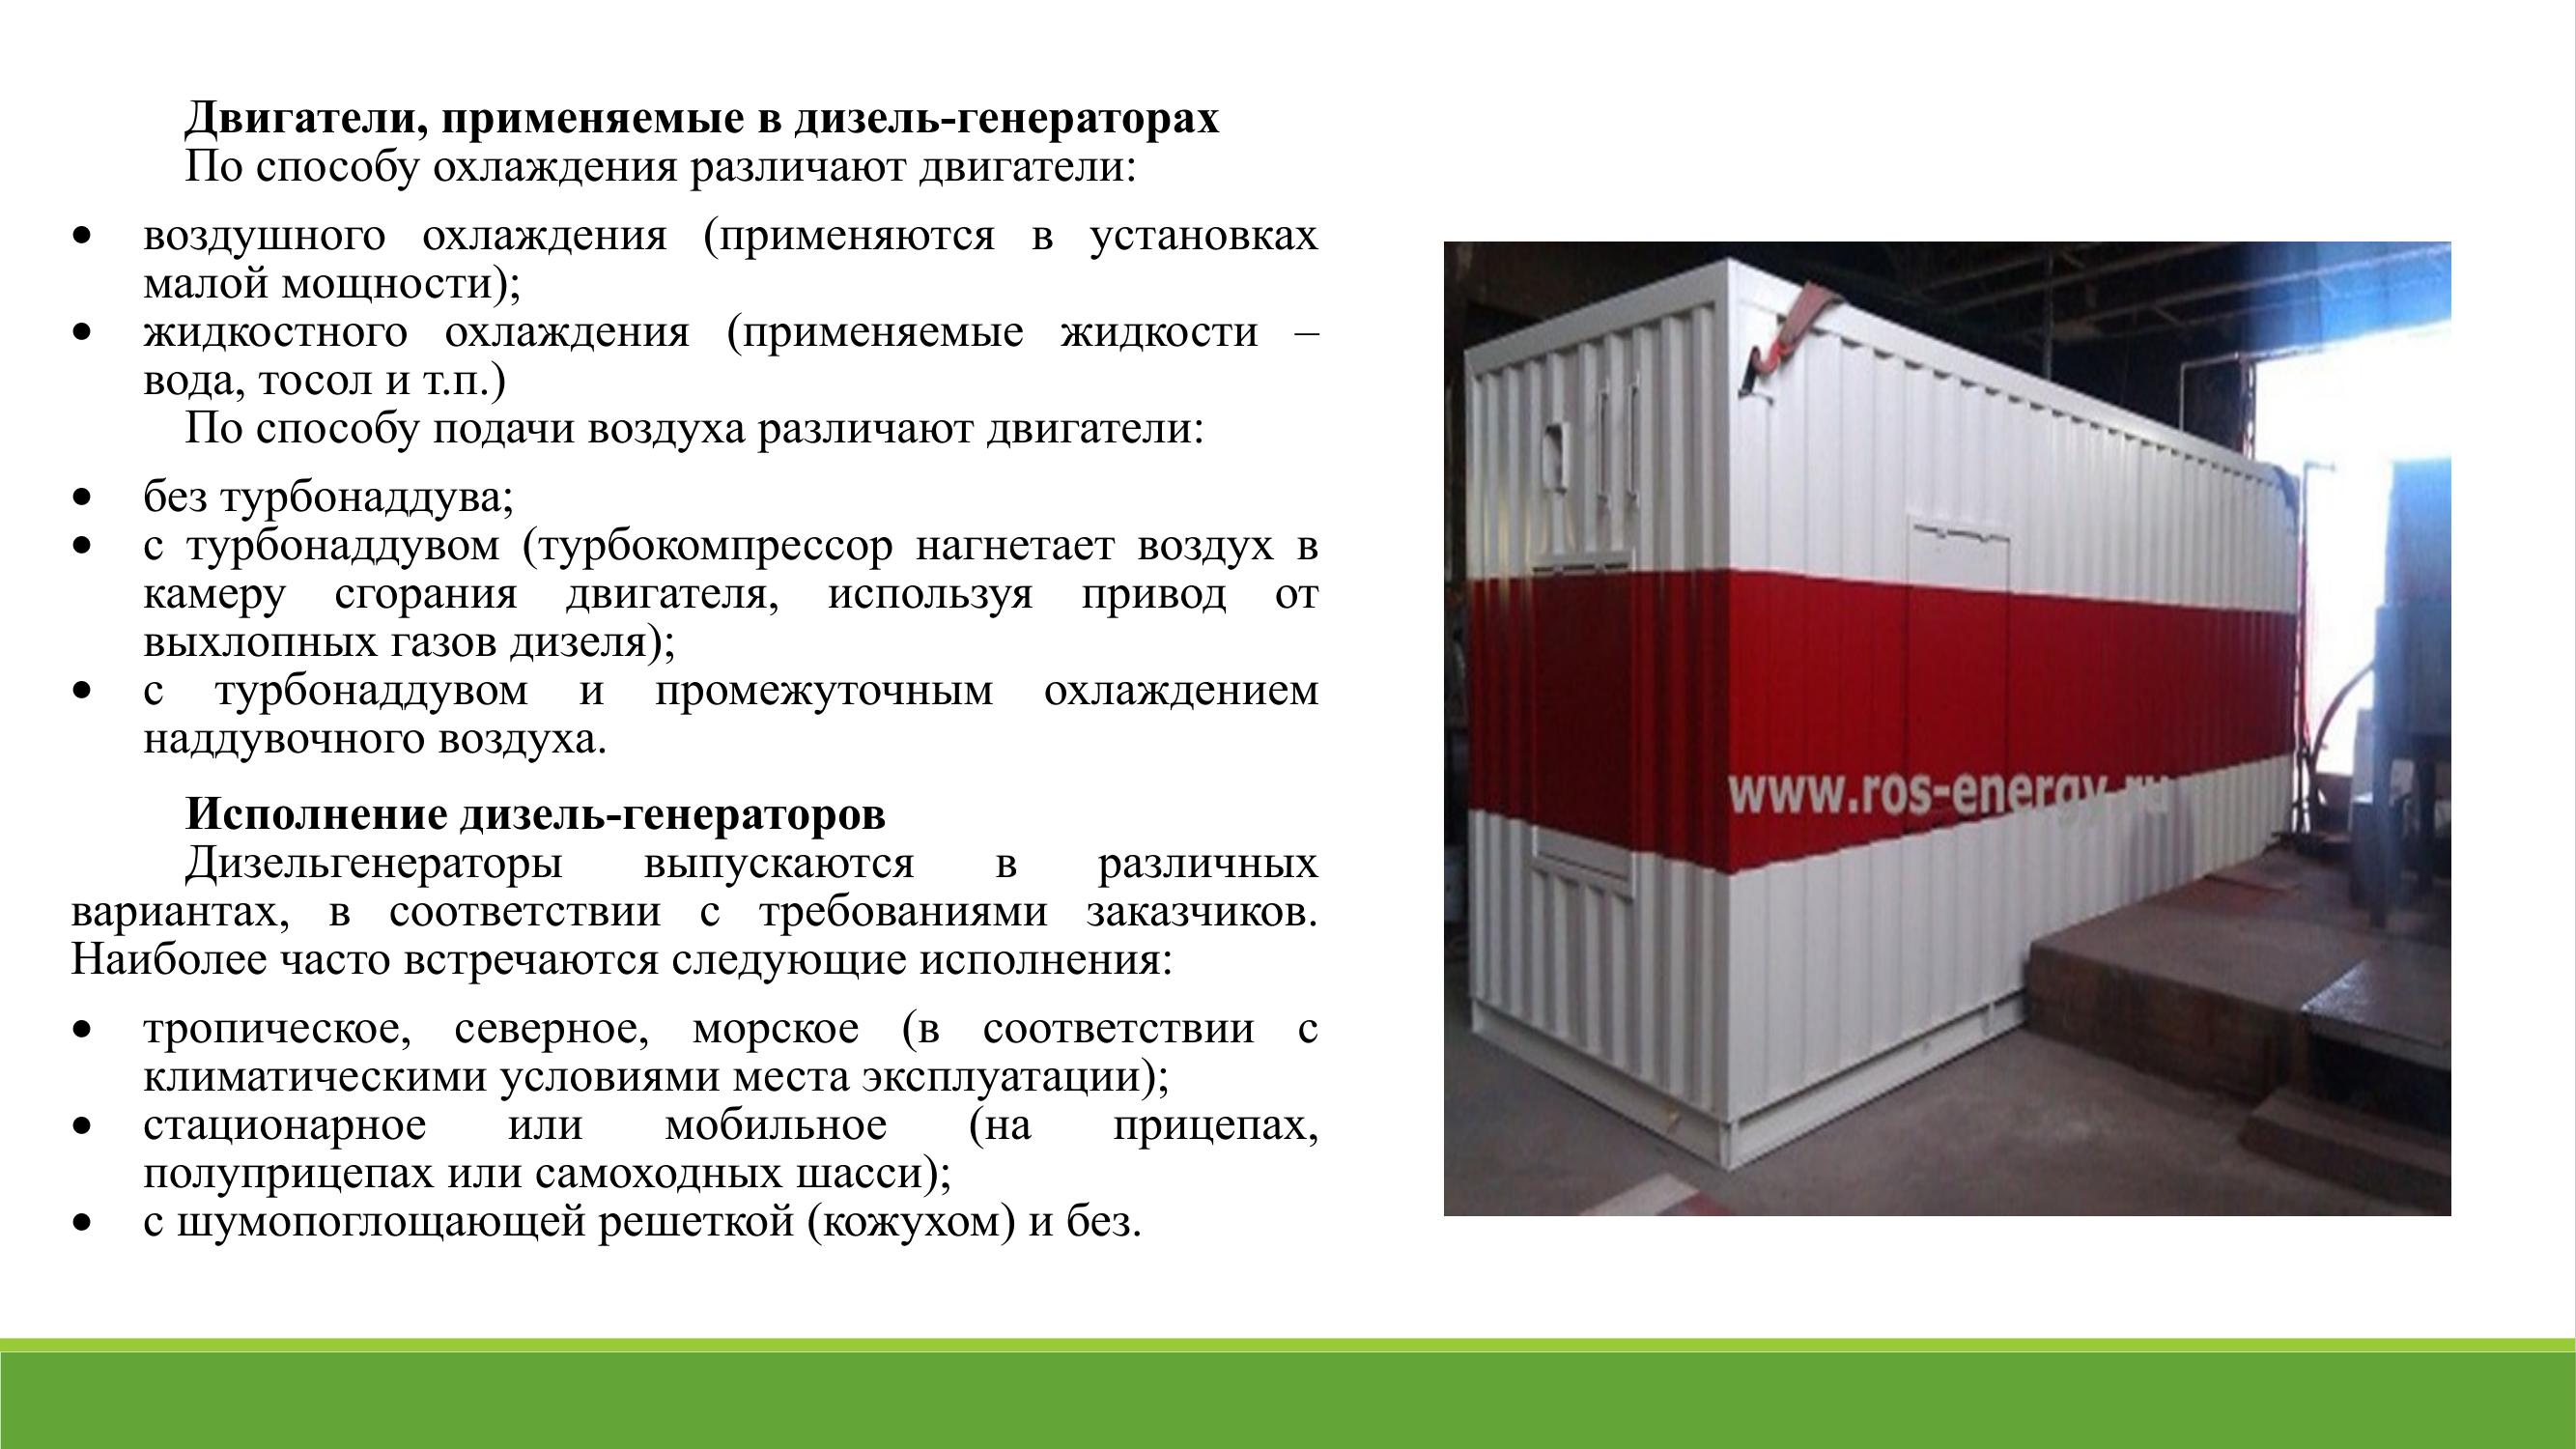 Двигатели, применяемые в дизель-генераторах
По способу охлаждения различают двигатели:
• воздушного охлаждения (применяются в установках
малой мощности);
• жидкостного охлаждения (применяемые жидкости –
вода, тосол и т.п.)
По способу подачи воздуха различают двигатели:
• без турбонаддува;
• с турбонаддувом (турбокомпрессор нагнетает воздух в
камеру сгорания двигателя, используя привод от
выхлопных газов дизеля);
• с турбонаддувом и промежуточным охлаждением
наддувочного воздуха.
Исполнение дизель-генераторов
Дизельгенераторы выпускаются в различных
вариантах, в соответствии с требованиями заказчиков.
Наиболее часто встречаются следующие исполнения:
• тропическое, северное, морское (в соответствии с
климатическими условиями места эксплуатации);
• стационарное или мобильное (на прицепах,
полуприцепах или самоходных шасси);
• с шумопоглощающей решеткой (кожухом) и без.
www.ros-energy.ru